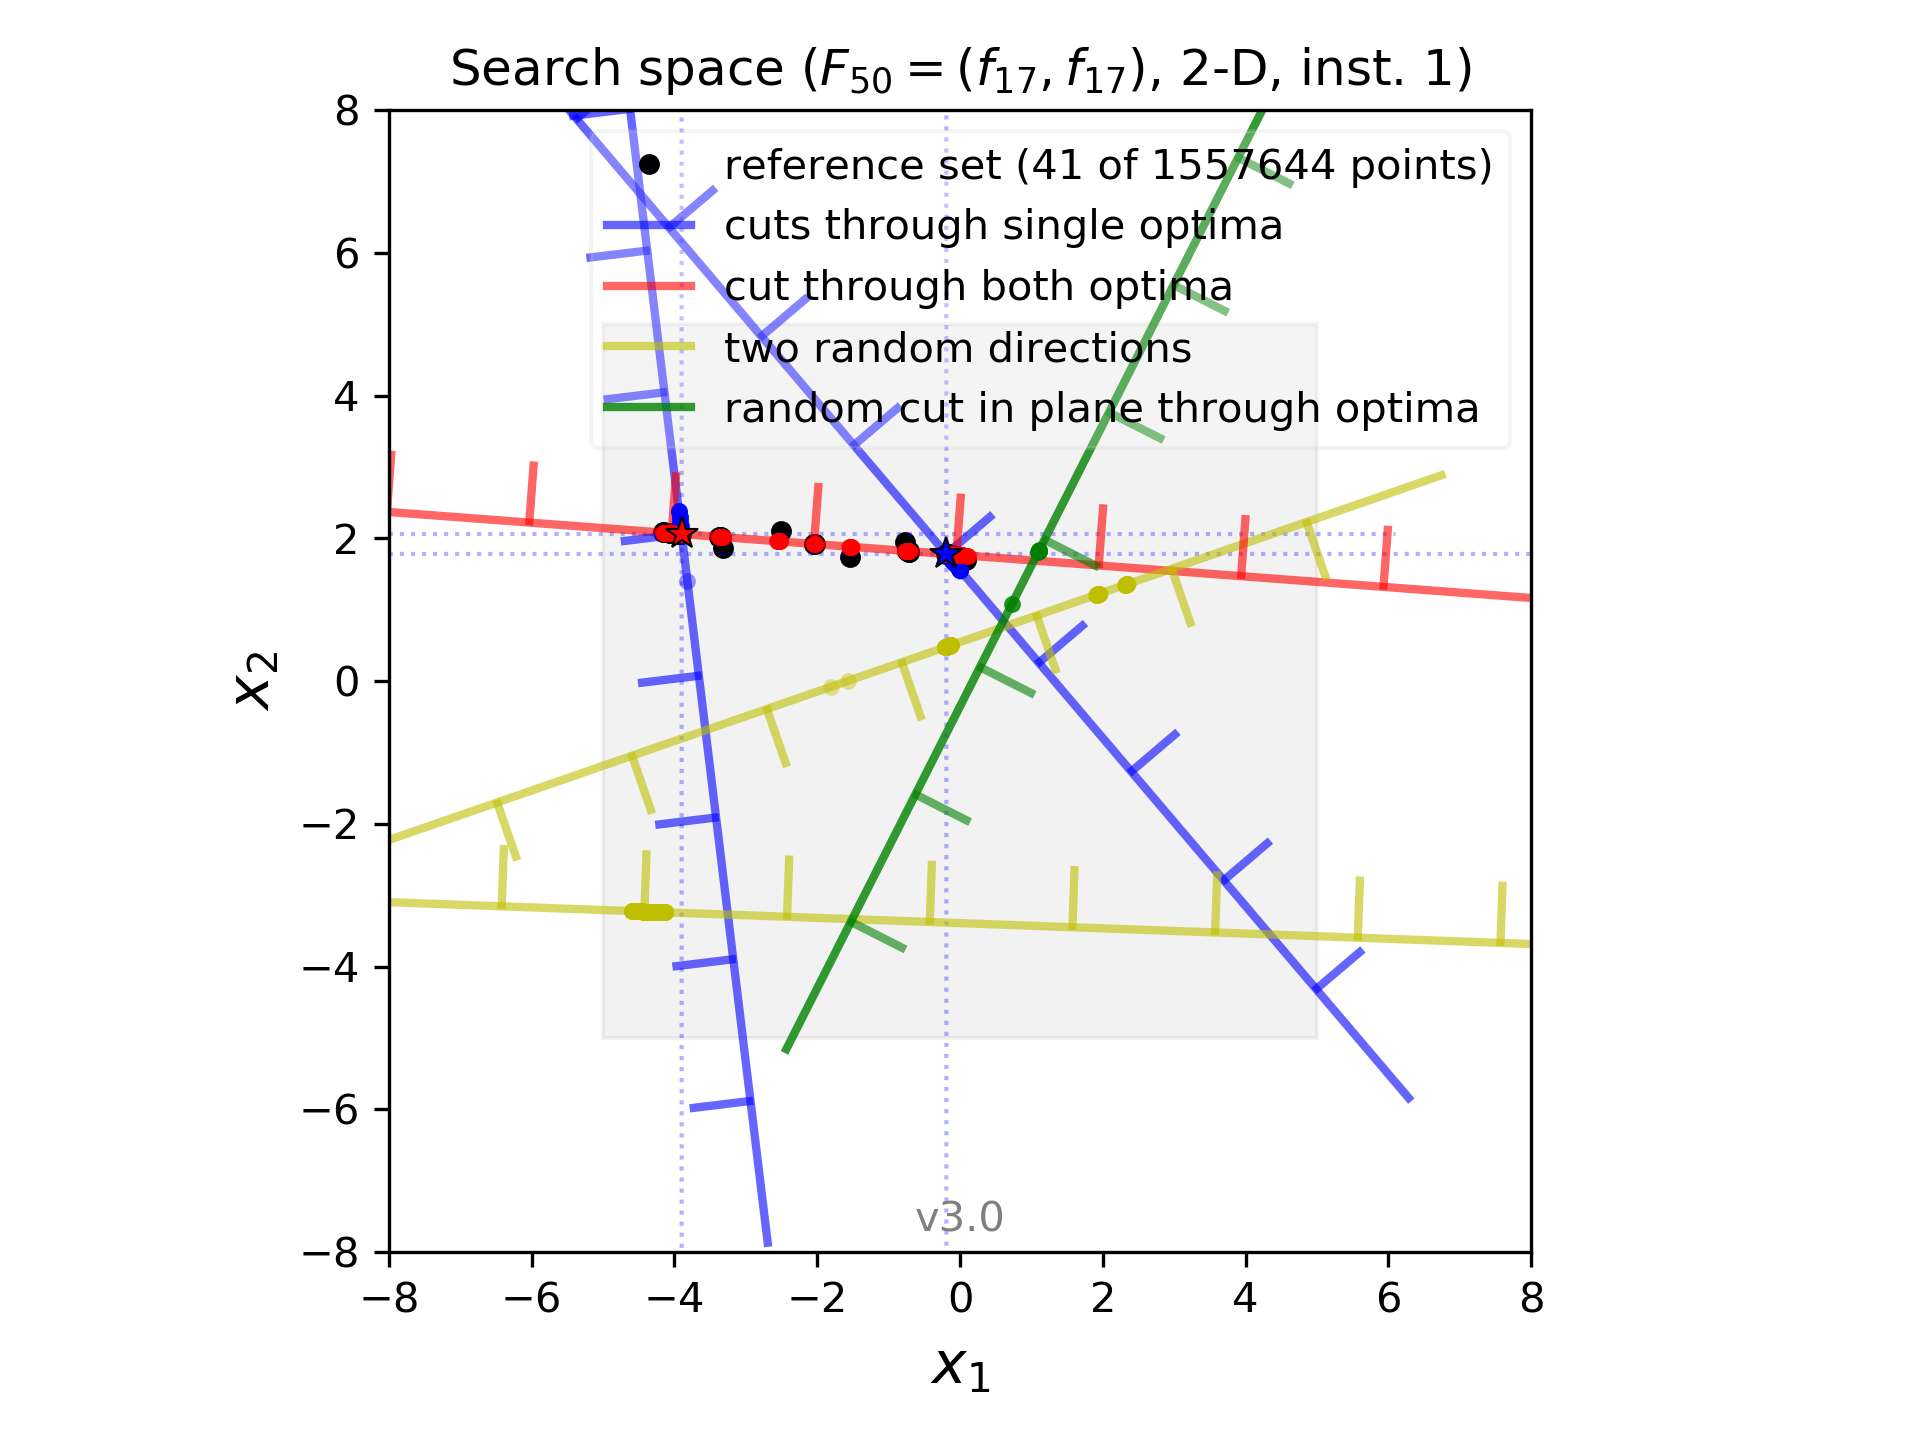 Search space (F50 = (f17, f17), 2-D, inst. 1)
8
6
4
2
0
−2
−4
−6
−8
x2
reference set (41 of 1557644 points)
cuts through single optima
cut through both optima
two random directions
random cut in plane through optima
v3.0
−8 −6 −4 −2 0 2 4 6 8
x1